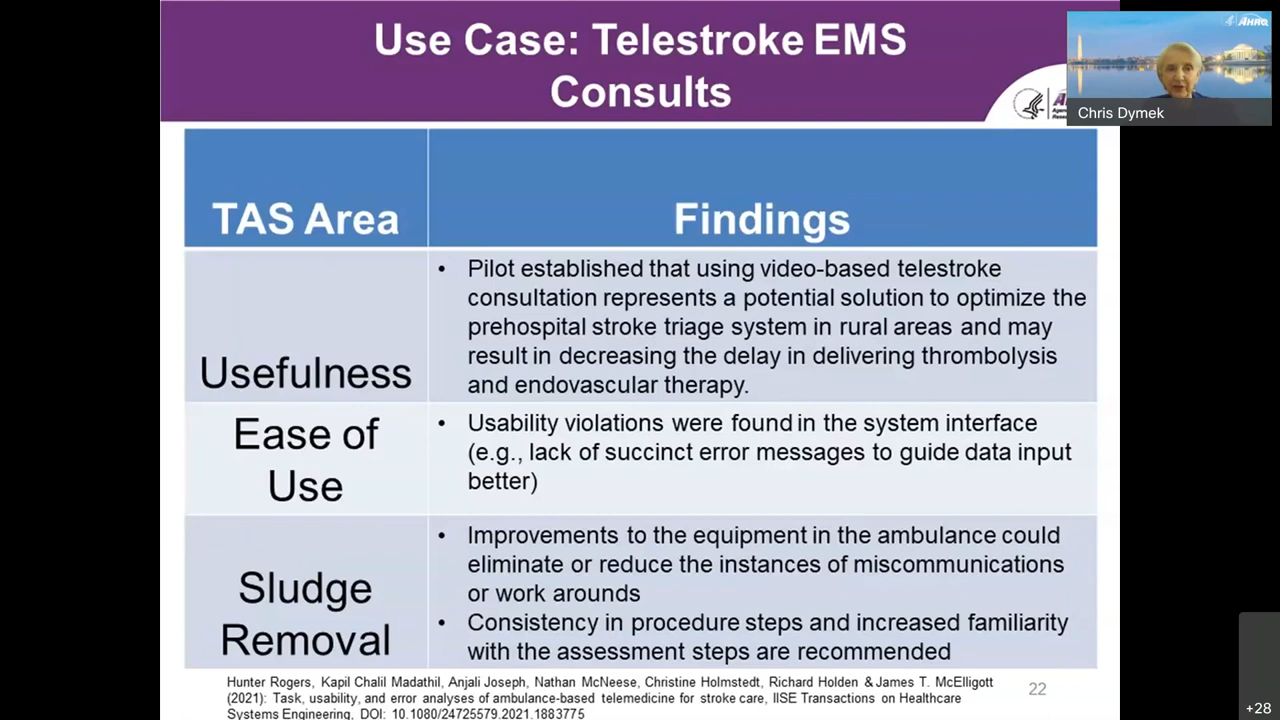 Use Case: Telestroke EMS
Consults
AHRQ
Chris Dymek
TAS Area
Findings
Usefulness
• Pilot established that using video-based telestroke
consultation represents a potential solution to optimize the
prehospital stroke triage system in rural areas and may
result in decreasing the delay in delivering thrombolysis
and endovascular therapy.
Ease of
Use
• Usability violations were found in the system interface
(e.g., lack of succinct error messages to guide data input
better)
Sludge
Removal
• Improvements to the equipment in the ambulance could
eliminate or reduce the instances of miscommunications
or work arounds
• Consistency in procedure steps and increased familiarity
with the assessment steps are recommended
Hunter Rogers, Kapil Chalil Madathil, Anjali Joseph, Nathan McNeese, Christine Holmstedt, Richard Holden & James T. McElligott
(2021): Task, usability, and error analyses of ambulance-based telemedicine for stroke care, IISE Transactions on Healthcare
Systems Engineering, DOI: 10.1080/24725579.2021.1883775
22
+28